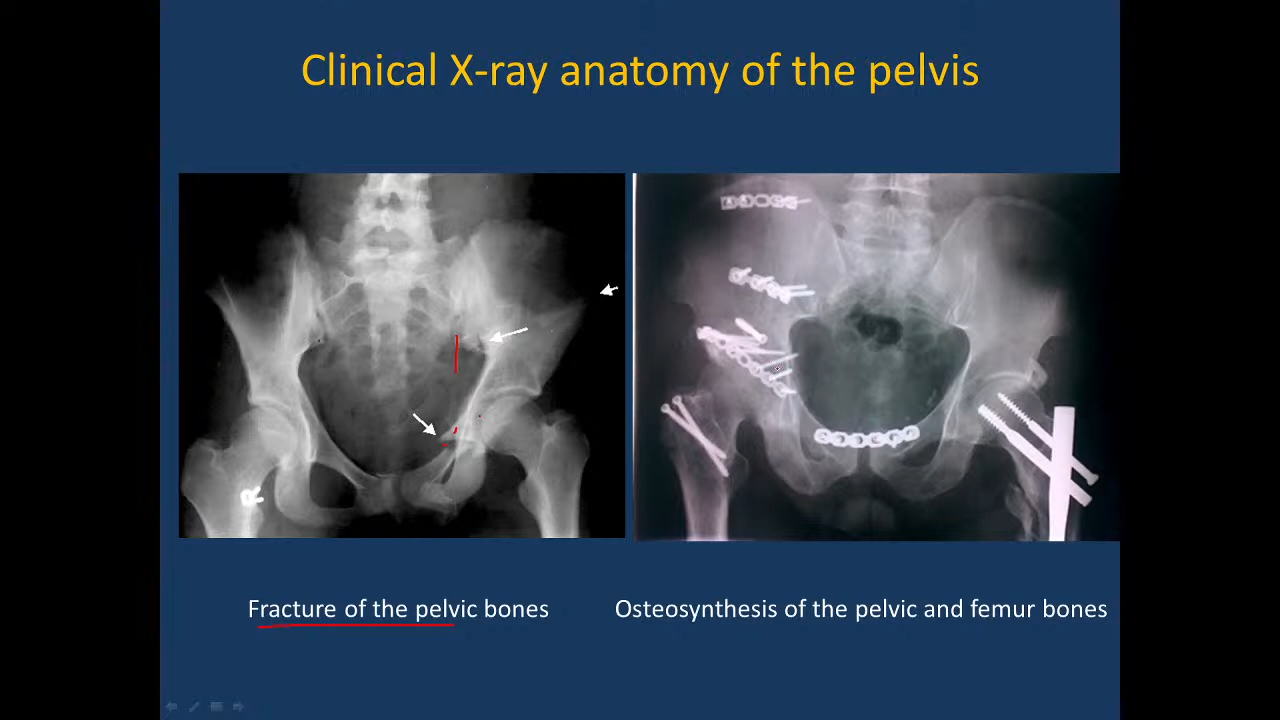 Clinical X-ray anatomy of the pelvis
R
Fracture of the pelvic bones
Osteosynthesis of the pelvic and femur bones